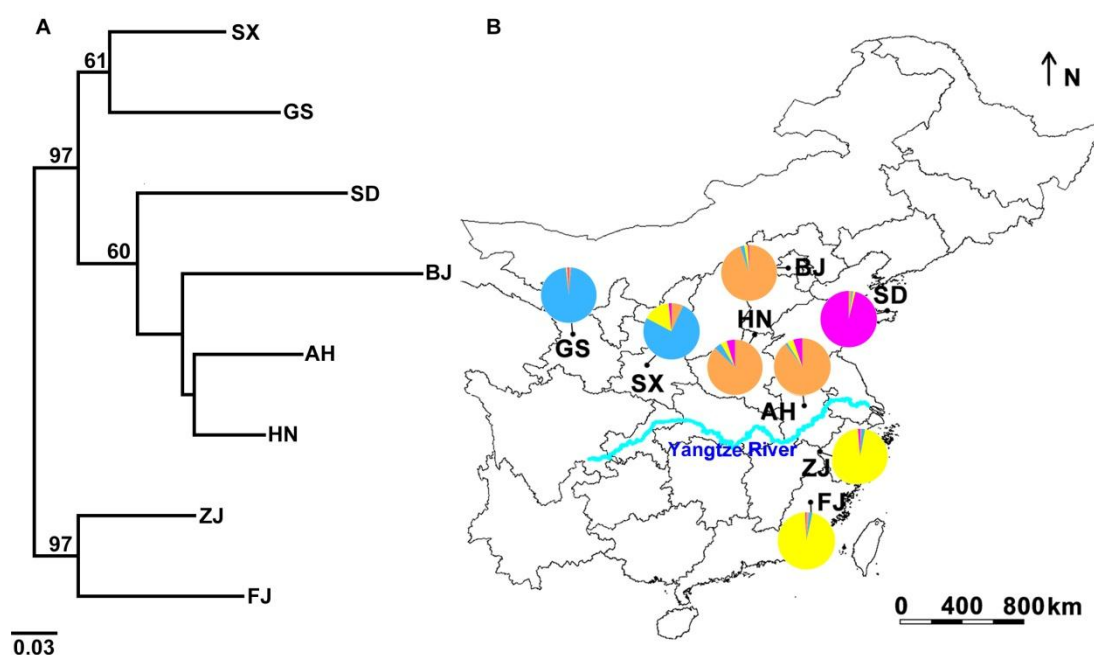 A
SX
61
GS
97
SD
60
BJ
AH
HN
ZJ
97
FJ
0.03
B
N
BJ
SD
HN
GS
SX
AH
Yangtze River
ZJ
FJ
0 400 800km